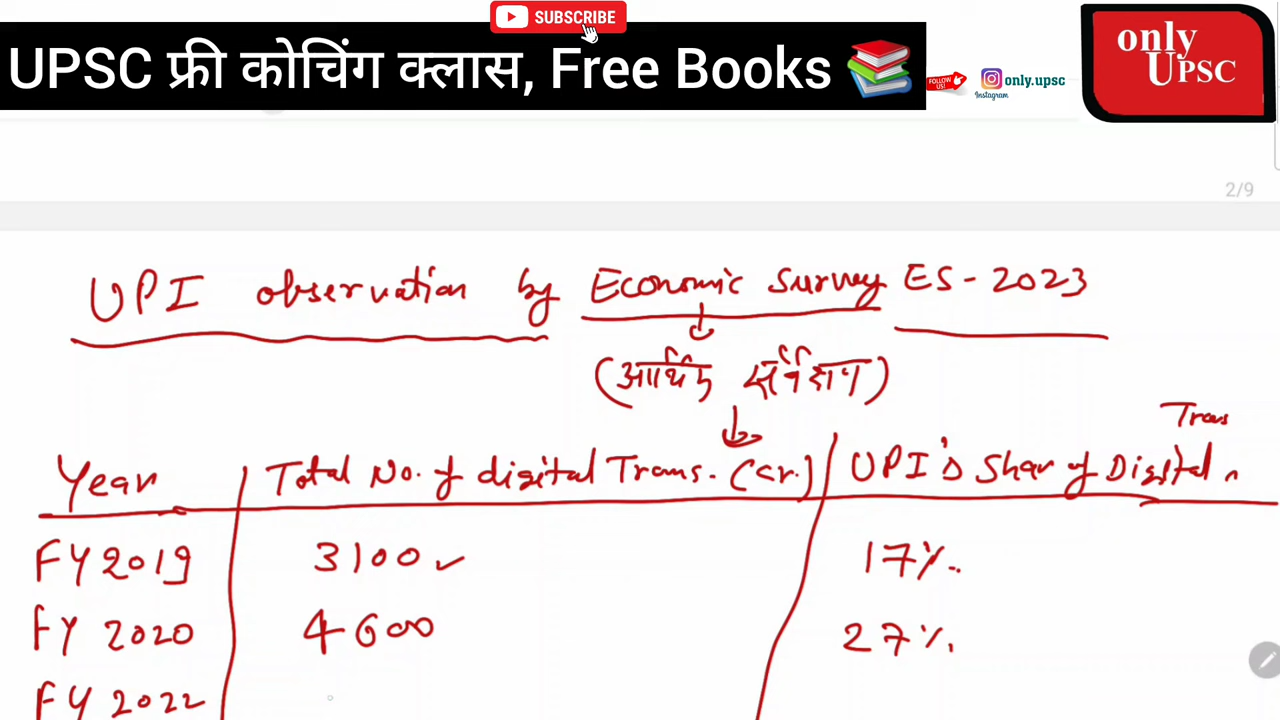 SUBSCRIBE
UPSC फ्री कोचिंग क्लास, Free Books
FOLLOW US!
only.upsc
Instagram
only
UPSC
2/9
UPI observation by Economic Survey ES-2023
(आर्थिक सर्वेक्षण)
Trans
Year Total No. of digital Trans. (cr.) UPI's Shar of Digital
FY 2019 3100 17%.
FY 2020 4600 27%.
FY 2022